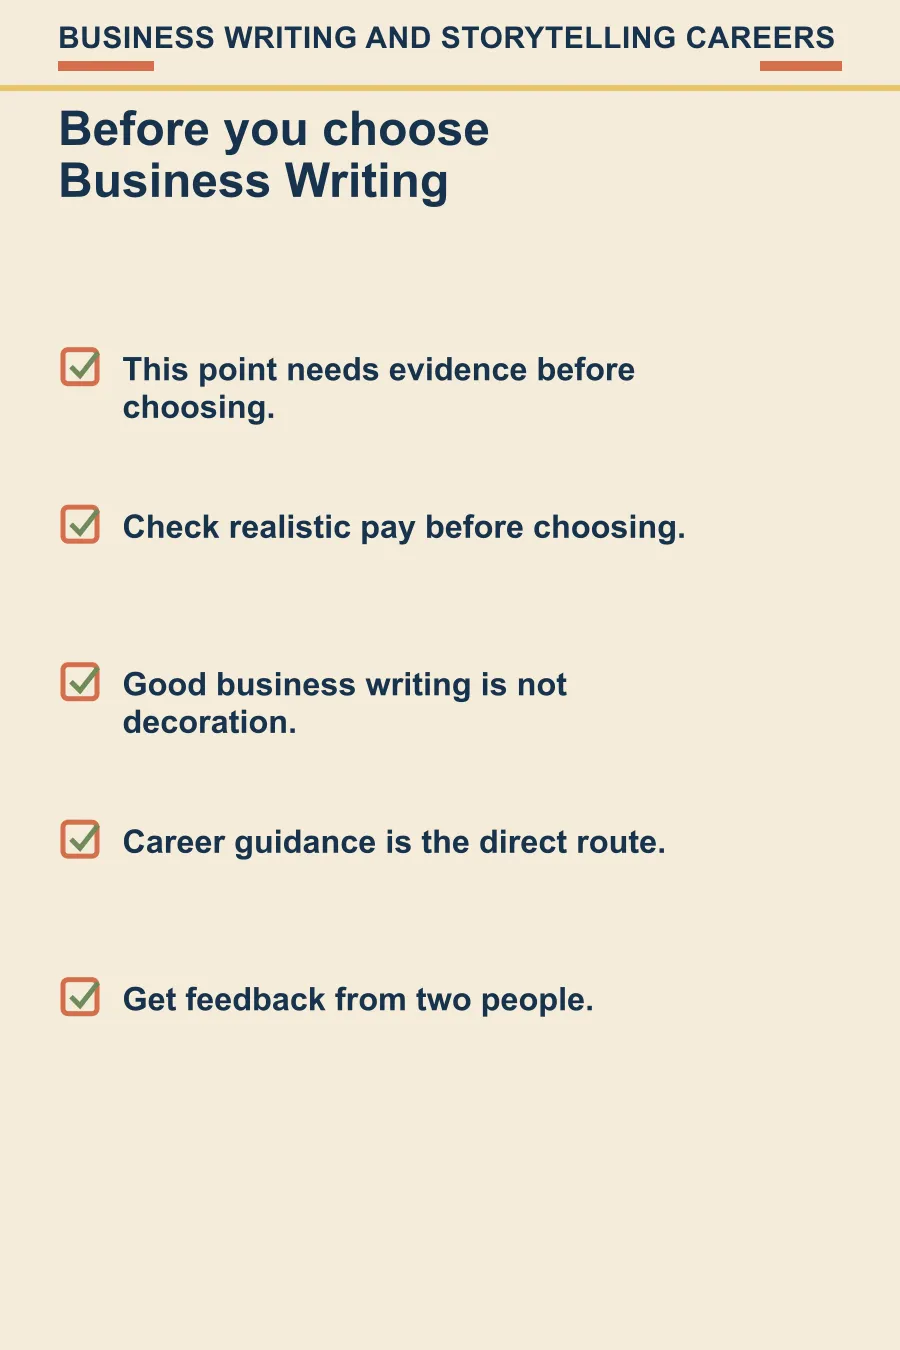 BUSINESS WRITING AND STORYTELLING CAREERS
Before you choose
Business Writing
This point needs evidence before
choosing.
Check realistic pay before choosing.
Good business writing is not
decoration.
Career guidance is the direct route.
Get feedback from two people.